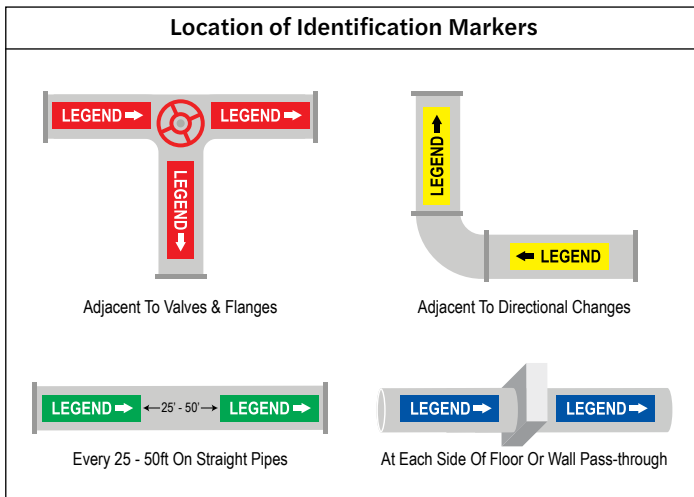 Location of Identification Markers
LEGEND
LEGEND
LEGEND
Adjacent To Valves & Flanges
LEGEND
LEGEND
Adjacent To Directional Changes
LEGEND
25' - 50'
LEGEND
Every 25 - 50ft On Straight Pipes
LEGEND
LEGEND
At Each Side Of Floor Or Wall Pass-through